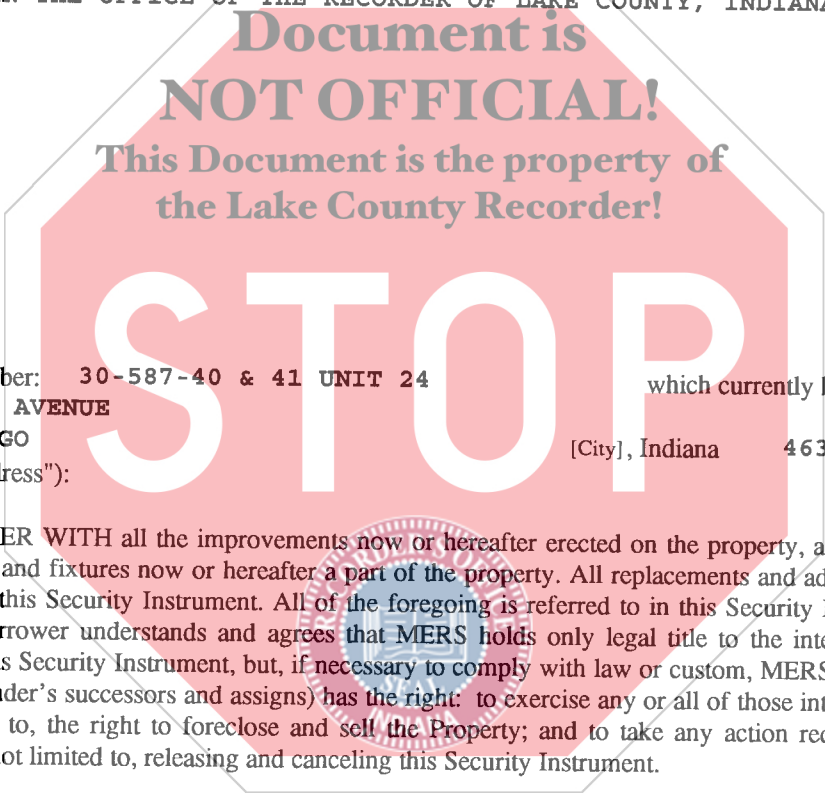 THE OFFICE OF THE RECORDER OF LAKE COUNTY, INDIANA
Document is
NOT OFFICIAL!
This Document is the property of
the Lake County Recorder!
STOP
ber: 30-587-40 & 41 UNIT 24 which currently
AVENUE
GO [City], Indiana 463
ress"):
ER WITH all the improvements now or hereafter erected on the property, a
and fixtures now or hereafter a part of the property. All replacements and ad
this Security Instrument. All of the foregoing is referred to in this Security
rrower understands and agrees that MERS holds only legal title to the inte
s Security Instrument, but, if necessary to comply with law or custom, MERS
der's successors and assigns) has the right: to exercise any or all of those int
to, the right to foreclose and sell the Property; and to take any action rec
ot limited to, releasing and canceling this Security Instrument.
RECORDER'S OFFICE
SEAL
INDIANA